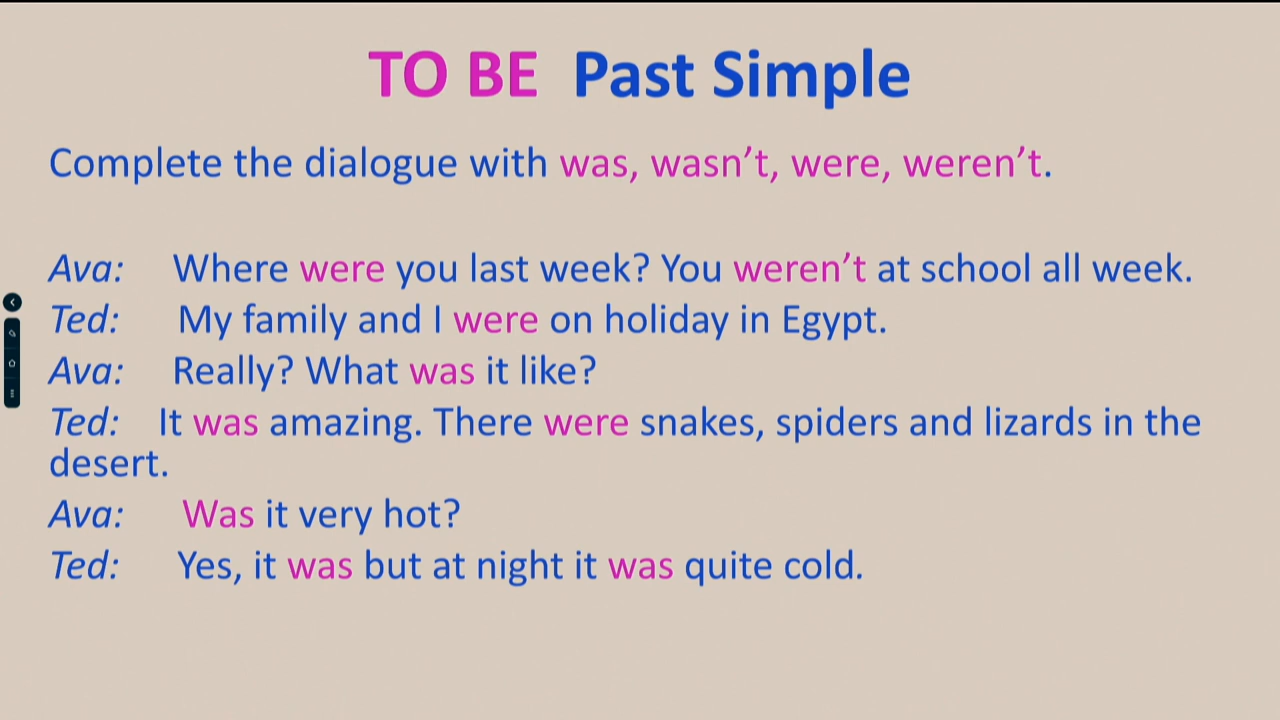 TO BE Past Simple
Complete the dialogue with was, wasn’t, were, weren’t.
Ava: Where were you last week? You weren’t at school all week.
Ted: My family and I were on holiday in Egypt.
Ava: Really? What was it like?
Ted: It was amazing. There were snakes, spiders and lizards in the
desert.
Ava: Was it very hot?
Ted: Yes, it was but at night it was quite cold.